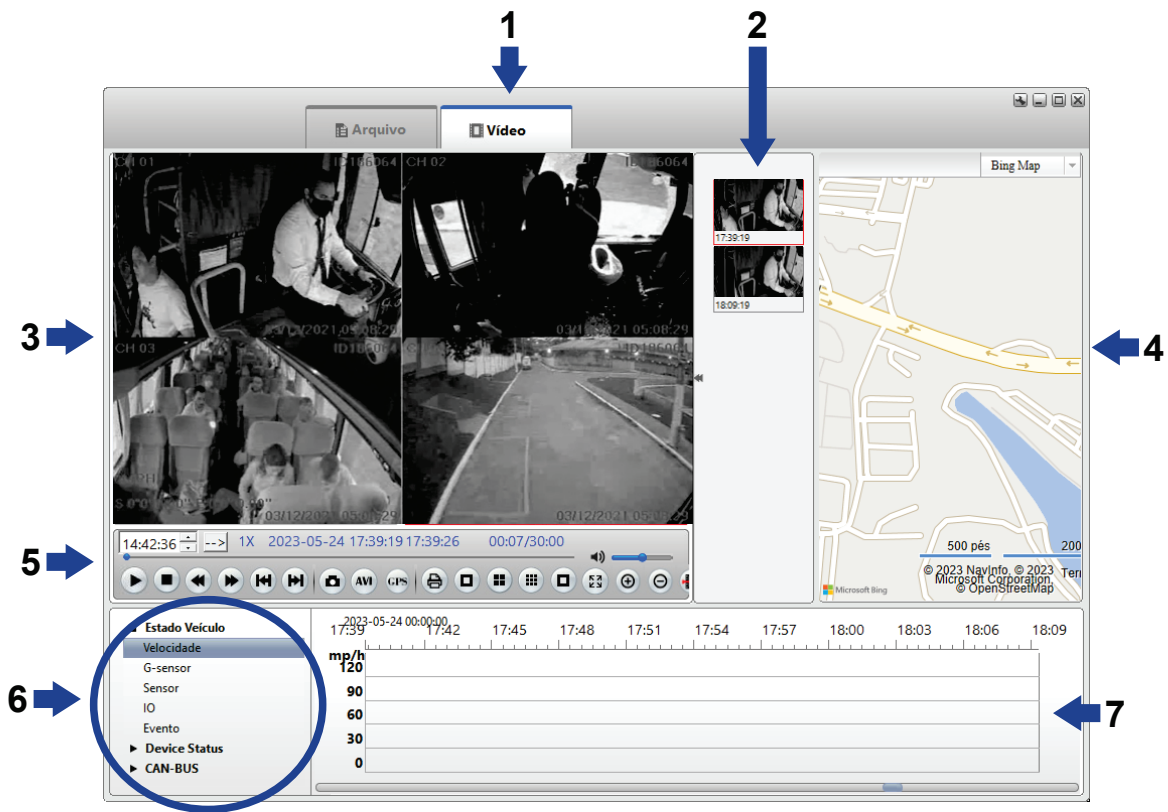 1
2
Arquivo
Vídeo
CH 01
ID186064
CH 02
ID186064
Bing Map
17:39:19
18:09:19
3
03/12/2021 05:08:29
03/12/2021 05:08:29
4
CH 03
ID186064
ID186064
03/12/2021 05:08:29
03/12/2021 05:08:29
5
14:42:36
-->
1X
2023-05-24 17:39:19 17:39:26
00:07/30:00
AVI
GPS
500 pés
200
© 2023 NavInfo, © 2023
Microsoft Corporation,
© OpenStreetMap
Microsoft Bing
6
Estado Veículo
Velocidade
G-sensor
Sensor
IO
Evento
Device Status
CAN-BUS
2023-05-24 00:00:00
17:39 17:42 17:45 17:48 17:51 17:54 17:57 18:00 18:03 18:06 18:09
mp/h
120
90
60
30
0
7